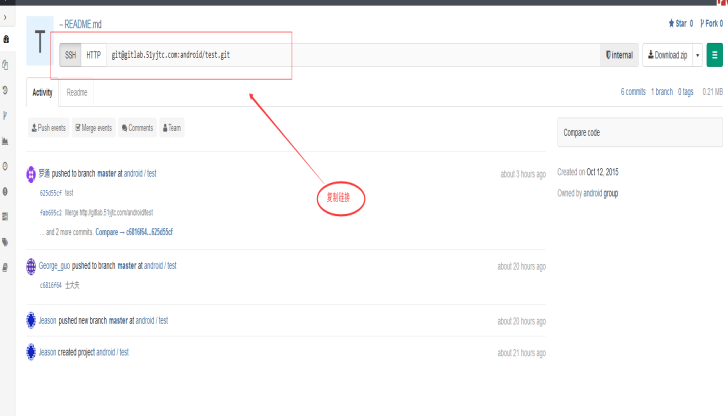 – README.md
★ Star 0 Fork 0
T
SSH HTTP git@gitlab.51yjtc.com:android/test.git internal Download zip
Activity Readme
6 commits 1 branch 0 tags 0.21 MB
Push events Merge events Comments Team
Compare code
罗勇 pushed to branch master at android / test about 3 hours ago
625d55cf test
fae695c2 Merge http://gitlab.51yjtc.com/android/test
... and 2 more commits. Compare → c6816f64...625d55cf
Created on Oct 12, 2015
Owned by android group
复制链接
George_guo pushed to branch master at android / test about 20 hours ago
c6816f64 士大夫
Jeason pushed new branch master at android / test about 20 hours ago
Jeason created project android / test about 21 hours ago